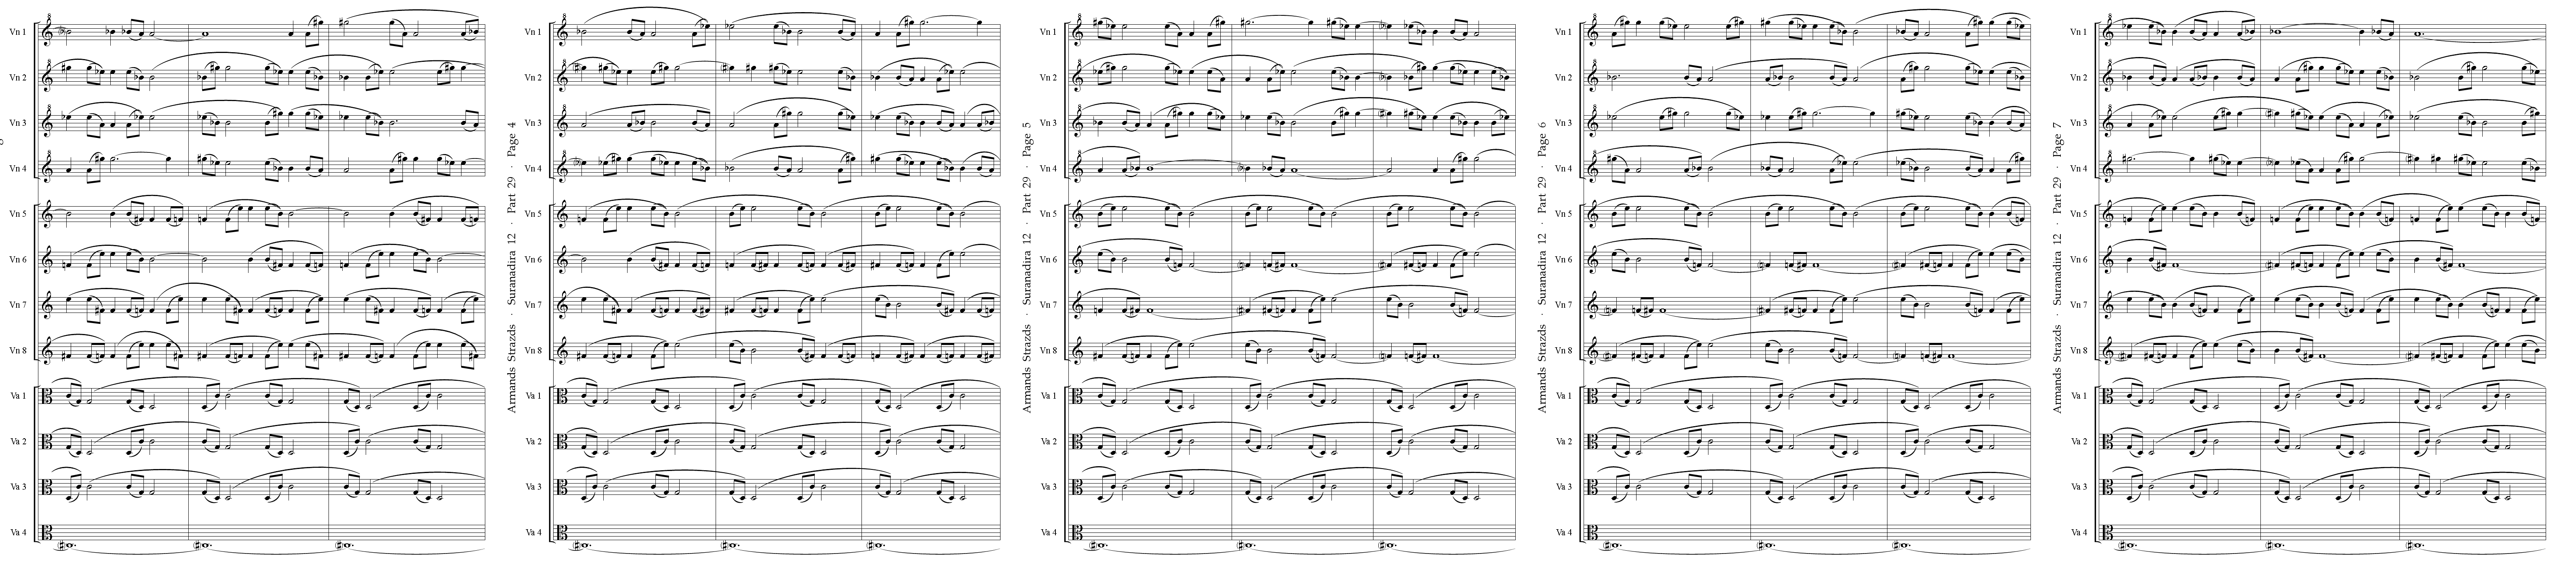 Vn 1
Vn 2
Vn 3
Vn 4
Vn 5
Vn 6
Vn 7
Vn 8
Va 1
Va 2
Va 3
Va 4
Armands Strazds · Suranadira 12 · Part 29 · Page 4
Vn 1
Vn 2
Vn 3
Vn 4
Vn 5
Vn 6
Vn 7
Vn 8
Va 1
Va 2
Va 3
Va 4
Armands Strazds · Suranadira 12 · Part 29 · Page 5
Vn 1
Vn 2
Vn 3
Vn 4
Vn 5
Vn 6
Vn 7
Vn 8
Va 1
Va 2
Va 3
Va 4
Armands Strazds · Suranadira 12 · Part 29 · Page 6
Vn 1
Vn 2
Vn 3
Vn 4
Vn 5
Vn 6
Vn 7
Vn 8
Va 1
Va 2
Va 3
Va 4
Armands Strazds · Suranadira 12 · Part 29 · Page 7
Vn 1
Vn 2
Vn 3
Vn 4
Vn 5
Vn 6
Vn 7
Vn 8
Va 1
Va 2
Va 3
Va 4